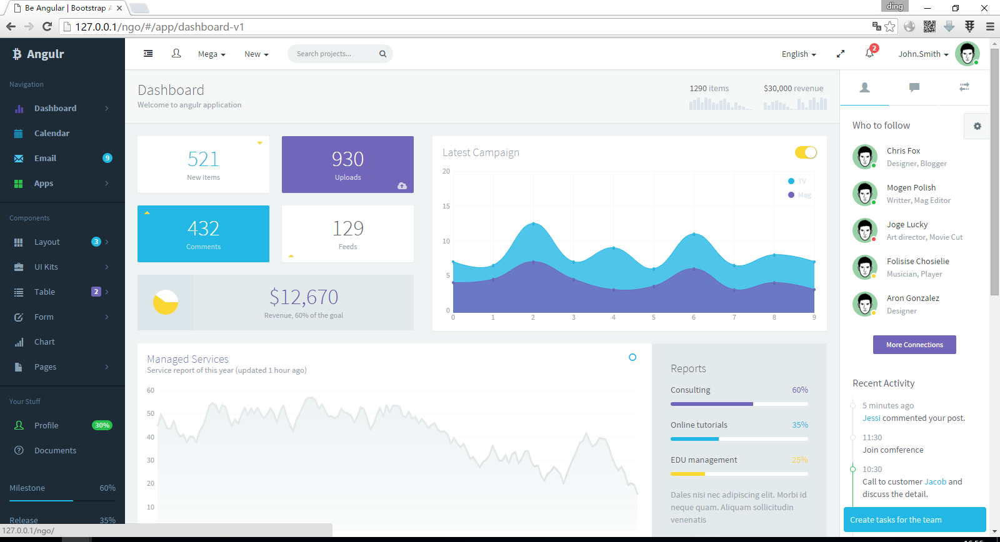 Be Angular | Bootstrap A
ding
127.0.0.1/ngo/#/app/dashboard-v1
Angulr
Mega
New
Search projects...
English
2
John.Smith
Navigation
Dashboard
Calendar
Email
9
Apps
Components
Layout
3
UI Kits
Table
2
Form
Chart
Pages
Your Stuff
Profile
30%
Documents
Milestone
60%
Release
35%
127.0.0.1/ngo/
Dashboard
Welcome to angulr application
1290 items
$30,000 revenue
521
New items
930
Uploads
432
Comments
129
Feeds
$12,670
Revenue, 60% of the goal
Latest Campaign
TV
Mag
20
15
10
5
0
0 1 2 3 4 5 6 7 8 9
Managed Services
Service report of this year (updated 1 hour ago)
60
50
40
30
20
10
Reports
Consulting
60%
Online tutorials
35%
EDU management
25%
Dales nisi nec adipiscing elit. Morbi id
neque quam. Aliquam sollicitudin
venenatis
Who to follow
Chris Fox
Designer, Blogger
Mogen Polish
Writter, Mag Editor
Joge Lucky
Art director, Movie Cut
Folisise Chosielie
Musician, Player
Aron Gonzalez
Designer
More Connections
Recent Activity
5 minutes ago
Jessi commented your post.
11:30
Join comference
10:30
Call to customer Jacob and
discuss the detail.
Create tasks for the team